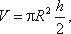 V = πR² h/2,